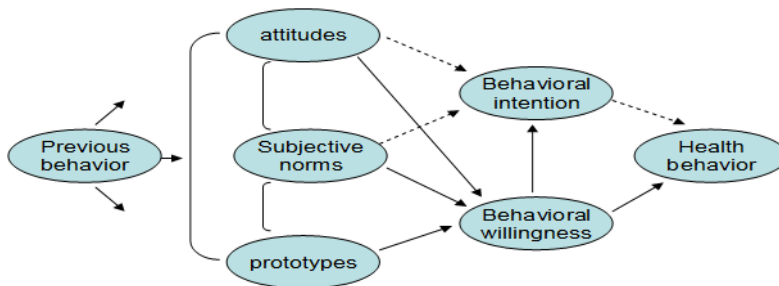 attitudes
Behavioral
intention
Previous
behavior
Subjective
norms
Health
behavior
Behavioral
willingness
prototypes